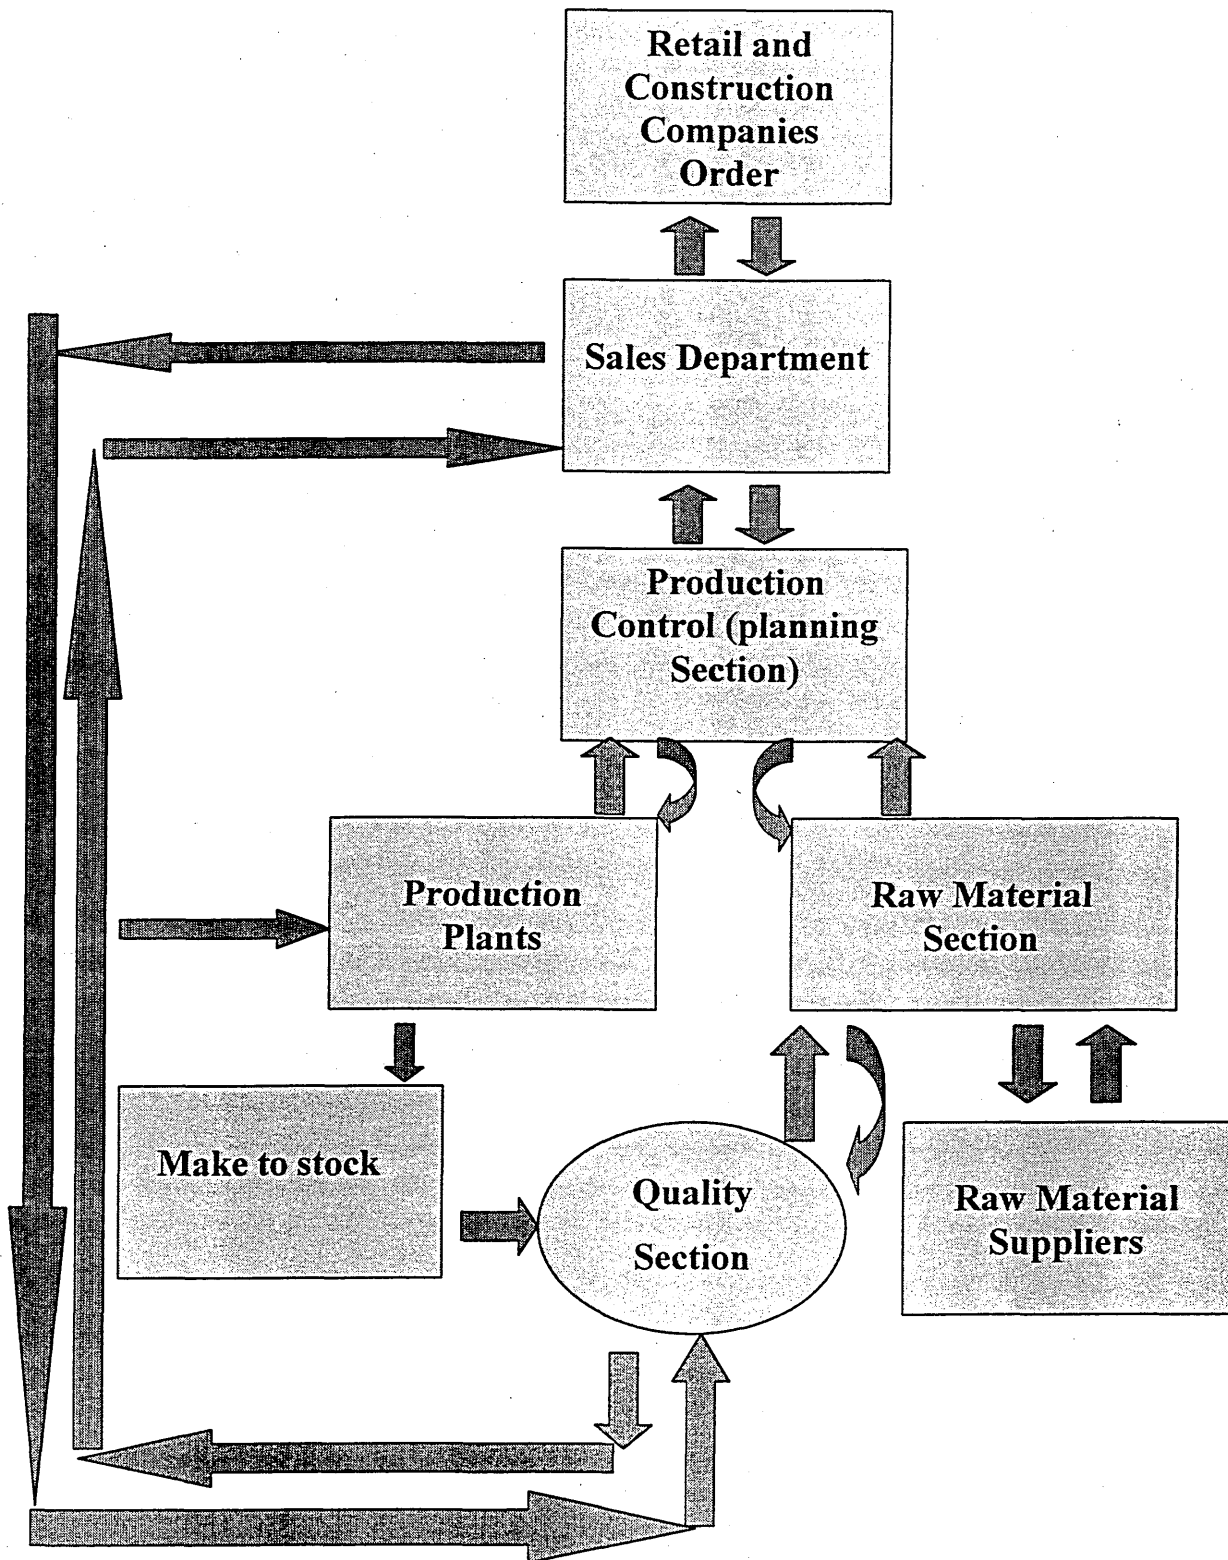 Retail and
Construction
Companies
Order
Sales Department
Production
Control (planning
Section)
Production
Plants
Raw Material
Section
Make to stock
Quality
Section
Raw Material
Suppliers